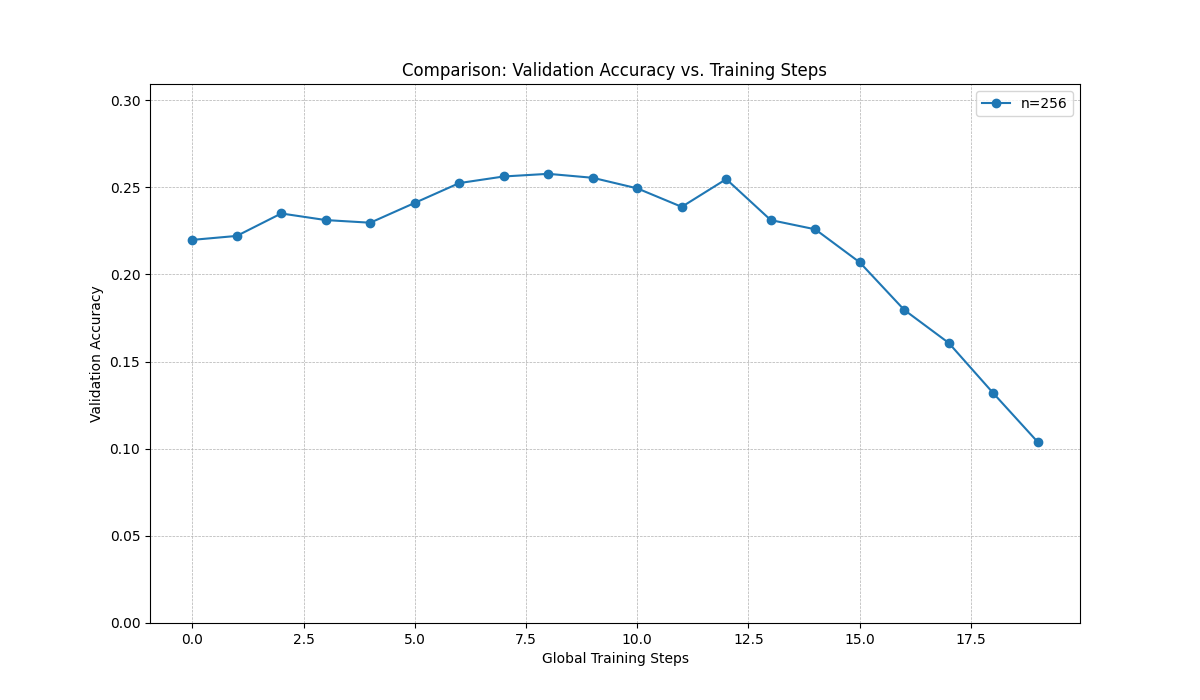 Comparison: Validation Accuracy vs. Training Steps
n=256
Validation Accuracy
0.30
0.25
0.20
0.15
0.10
0.05
0.00
0.0 2.5 5.0 7.5 10.0 12.5 15.0 17.5
Global Training Steps